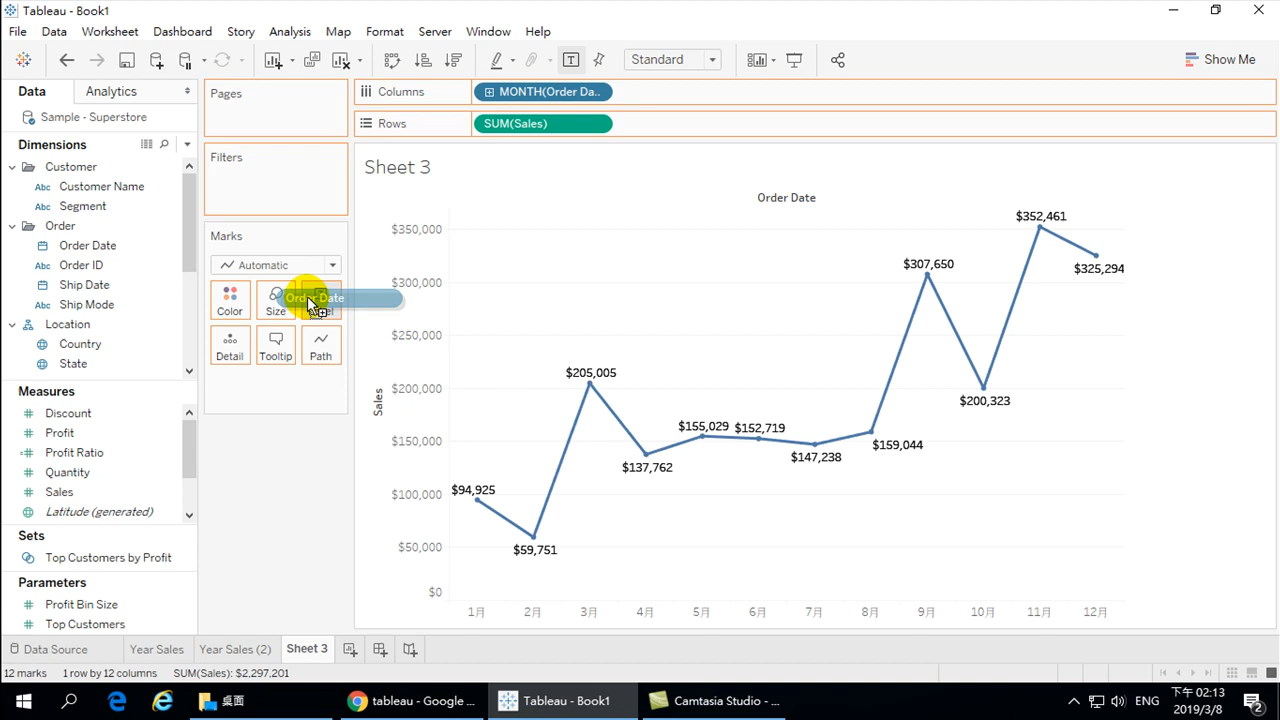 Tableau - Book1
File Data Worksheet Dashboard Story Analysis Map Format Server Window Help
Standard Show Me
Data Analytics
Sample - Superstore
Dimensions
Customer
Abc Customer Name
Abc Segment
Order
Order Date
Abc Order ID
Ship Date
Abc Ship Mode
Location
Country
State
Measures
Discount
Profit
Profit Ratio
Quantity
Sales
Latitude (generated)
Sets
Top Customers by Profit
Parameters
Profit Bin Size
Top Customers
Pages
Filters
Marks
Automatic
Order Date
Color Size
Detail Tooltip Path
Columns MONTH(Order Da..
Rows SUM(Sales)
Sheet 3
Order Date
Sales
$350,000
$300,000
$250,000
$200,000
$150,000
$100,000
$50,000
$0
$94,925
$59,751
$205,005
$137,762
$155,029
$152,719
$147,238
$159,044
$307,650
$200,323
$352,461
$325,294
1月 2月 3月 4月 5月 6月 7月 8月 9月 10月 11月 12月
Data Source Year Sales Year Sales (2) Sheet 3
12 marks 1 row by 12 columns SUM(Sales): $2,297,201
桌面 tableau - Google ... Tableau - Book1 Camtasia Studio - ... ENG
下午 02:13
2019/3/8
2